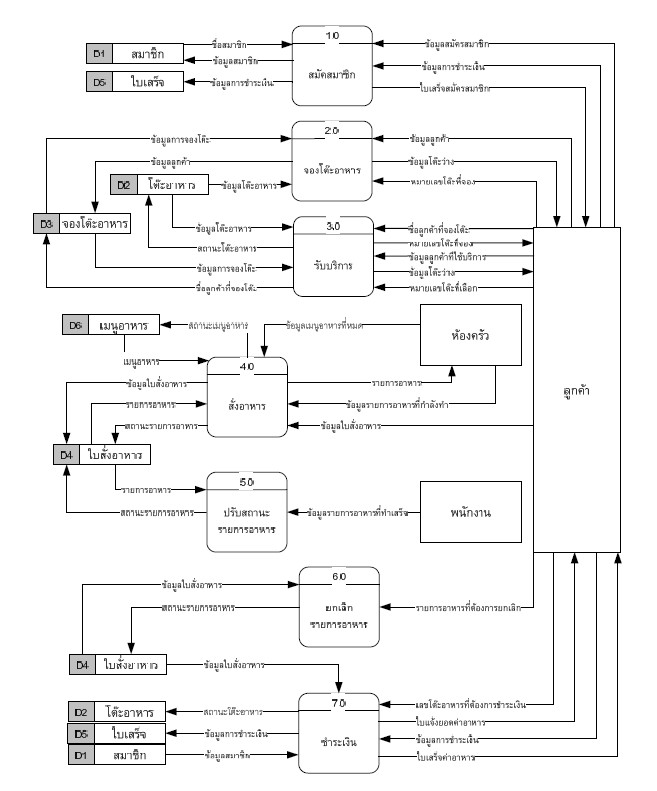 1.0
สมัครสมาชิก
D1 สมาชิก
D5 ใบเสร็จ
ชื่อสมาชิก
ข้อมูลสมาชิก
ข้อมูลการชำระเงิน
ข้อมูลสมัครสมาชิก
ข้อมูลการชำระเงิน
ใบเสร็จสมัครสมาชิก
2.0
จองโต๊ะอาหาร
ข้อมูลการจองโต๊ะ
ข้อมูลลูกค้า
D2 โต๊ะอาหาร
ข้อมูลโต๊ะอาหาร
ข้อมูลลูกค้า
ข้อมูลโต๊ะว่าง
หมายเลขโต๊ะที่จอง
D3 จองโต๊ะอาหาร
3.0
รับบริการ
ข้อมูลโต๊ะอาหาร
สถานะโต๊ะอาหาร
ข้อมูลการจองโต๊ะ
ชื่อลูกค้าที่จองโต๊ะ
ชื่อลูกค้าที่จองโต๊ะ
หมายเลขโต๊ะที่จอง
ข้อมูลลูกค้าที่ใช้บริการ
ข้อมูลโต๊ะว่าง
หมายเลขโต๊ะที่เลือก
D6 เมนูอาหาร
สถานะเมนูอาหาร
ข้อมูลเมนูอาหารที่หมด
ห้องครัว
เมนูอาหาร
4.0
สั่งอาหาร
ข้อมูลใบสั่งอาหาร
รายการอาหาร
สถานะรายการอาหาร
รายการอาหาร
ข้อมูลรายการอาหารที่กำลังทำ
ข้อมูลใบสั่งอาหาร
ลูกค้า
D4 ใบสั่งอาหาร
5.0
ปรับสถานะ
รายการอาหาร
รายการอาหาร
สถานะรายการอาหาร
ข้อมูลรายการอาหารที่ทำเสร็จ
พนักงาน
6.0
ยกเลิก
รายการอาหาร
ข้อมูลใบสั่งอาหาร
สถานะรายการอาหาร
รายการอาหารที่ต้องการยกเลิก
D4 ใบสั่งอาหาร
ข้อมูลใบสั่งอาหาร
7.0
ชำระเงิน
D2 โต๊ะอาหาร
D5 ใบเสร็จ
D1 สมาชิก
สถานะโต๊ะอาหาร
ข้อมูลการชำระเงิน
ข้อมูลสมาชิก
เลขโต๊ะอาหารที่ต้องการชำระเงิน
ใบแจ้งยอดค่าอาหาร
ข้อมูลการชำระเงิน
ใบเสร็จค่าอาหาร